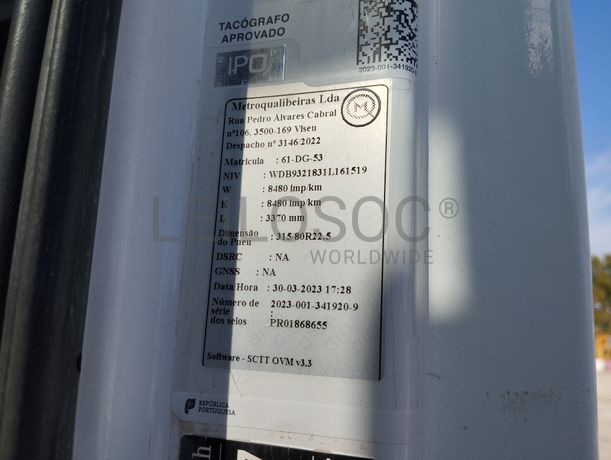 TACÓGRAFO
APROVADO
IPQ
2023-001-341920-9
Metroqualibeiras Lda
M
Rua Pedro Álvares Cabral
nº106, 3500-169 Viseu
Despacho nº 3146/2022
Matrícula : 61-DG-53
NIV : WDB9321831L161519
W : 8480 imp/km
K : 8480 imp/km
L : 3370 mm
Dimensão
do Pneu : 315/80R22,5
LEILOSOC®
WORLDWIDE
DSRC : NA
GNSS : NA
Data/Hora : 30-03-2023 17:28
Número de
série : 2023-001-341920-9
dos selos PR01868655
Software - SCTT OVM v3.3
REPÚBLICA
PORTUGUESA